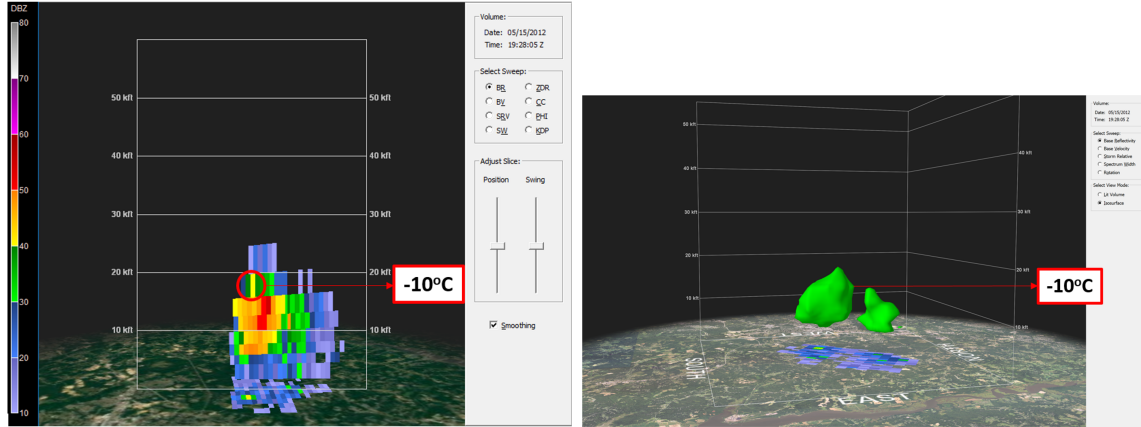 DBZ
80
70
60
50
40
30
20
10
50 kft
50 kft
40 kft
40 kft
30 kft
30 kft
20 kft
20 kft
10 kft
10 kft
-10°C
Volume:
Date: 05/15/2012
Time: 19:28:05 Z
Select Sweep:
BR
ZDR
BV
CC
SRV
PHI
SW
KDP
Adjust Slice:
Position
Swing
Smoothing
50 kft
40 kft
30 kft
20 kft
10 kft
40 kft
30 kft
20 kft
10 kft
-10°C
SOUTH
EAST
Volume:
Date: 05/15/2012
Time: 19:28:05 Z
Select Sweep:
Base Reflectivity
Base Velocity
Storm Relative
Spectrum Width
Rotation
Select View Mode:
Lit Volume
Isosurface